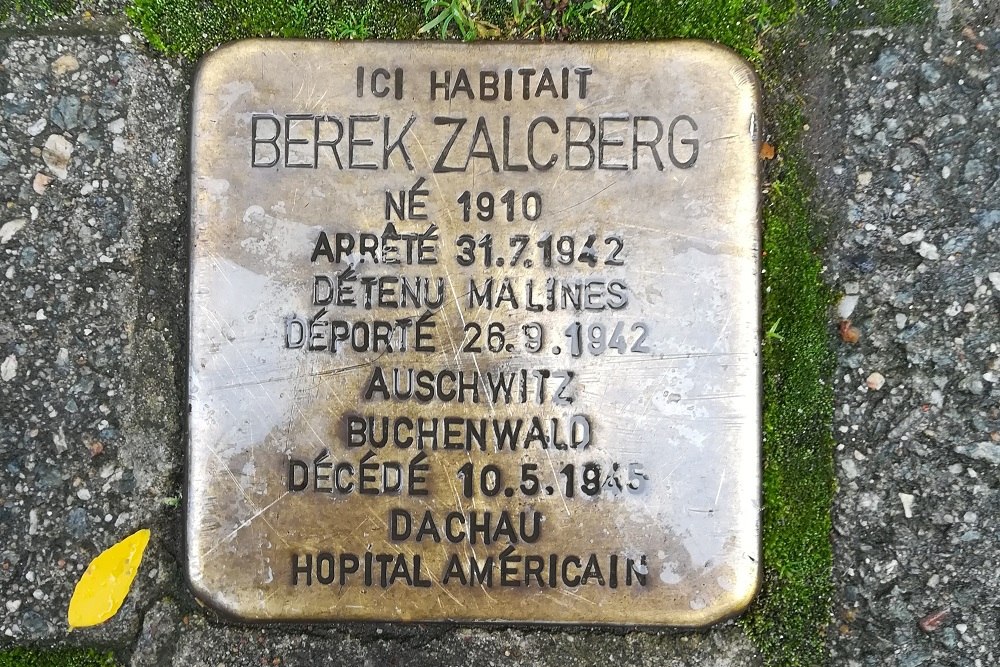 ICI HABITAIT
BEREK ZALCBERG
NÉ 1910
ARRÊTÉ 31.7.1942
DÉTENU MALINES
DÉPORTÉ 26.9.1942
AUSCHWITZ
BUCHENWALD
DÉCÉDÉ 10.5.1945
DACHAU
HOPITAL AMÉRICAIN